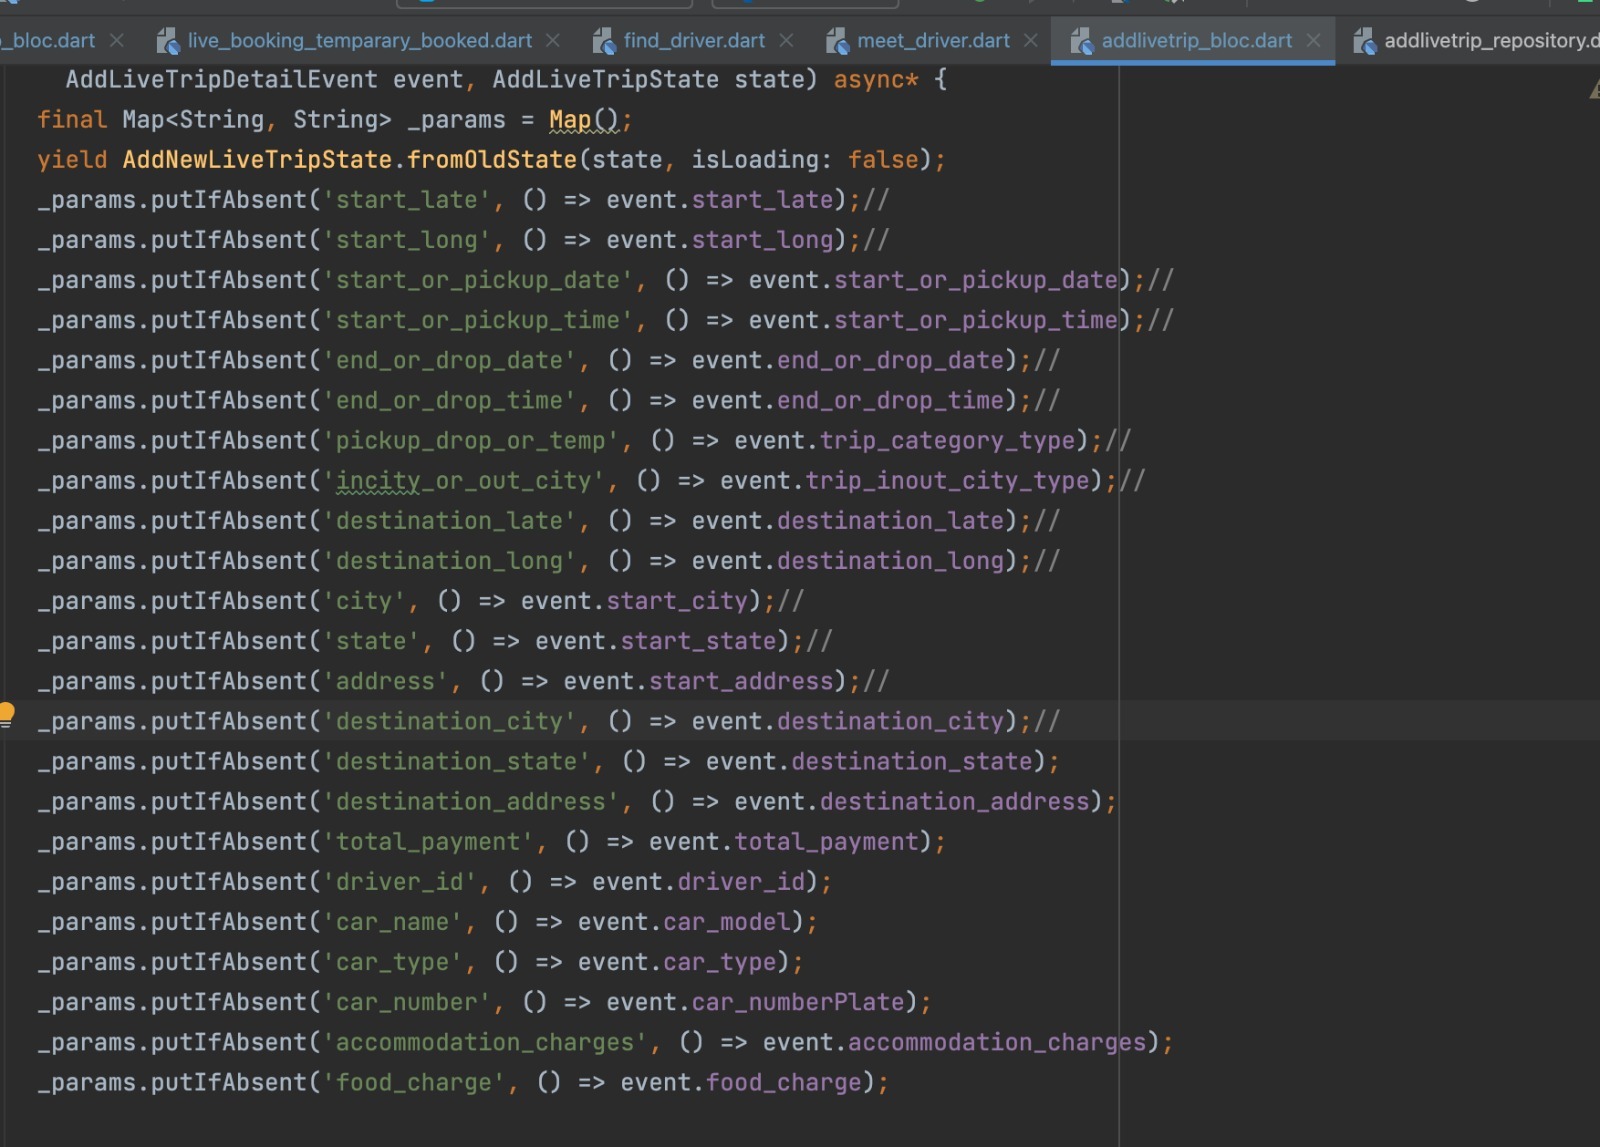 _bloc.dart
live_booking_temparary_booked.dart
find_driver.dart
meet_driver.dart
addlivetrip_bloc.dart
addlivetrip_repository.d
AddLiveTripDetailEvent event, AddLiveTripState state) async* {
final Map<String, String> _params = Map();
yield AddNewLiveTripState.fromOldState(state, isLoading: false);
_params.putIfAbsent('start_late', () => event.start_late);//
_params.putIfAbsent('start_long', () => event.start_long);//
_params.putIfAbsent('start_or_pickup_date', () => event.start_or_pickup_date);//
_params.putIfAbsent('start_or_pickup_time', () => event.start_or_pickup_time);//
_params.putIfAbsent('end_or_drop_date', () => event.end_or_drop_date);//
_params.putIfAbsent('end_or_drop_time', () => event.end_or_drop_time);//
_params.putIfAbsent('pickup_drop_or_temp', () => event.trip_category_type);//
_params.putIfAbsent('incity_or_out_city', () => event.trip_inout_city_type);//
_params.putIfAbsent('destination_late', () => event.destination_late);//
_params.putIfAbsent('destination_long', () => event.destination_long);//
_params.putIfAbsent('city', () => event.start_city);//
_params.putIfAbsent('state', () => event.start_state);//
_params.putIfAbsent('address', () => event.start_address);//
_params.putIfAbsent('destination_city', () => event.destination_city);//
_params.putIfAbsent('destination_state', () => event.destination_state);
_params.putIfAbsent('destination_address', () => event.destination_address);
_params.putIfAbsent('total_payment', () => event.total_payment);
_params.putIfAbsent('driver_id', () => event.driver_id);
_params.putIfAbsent('car_name', () => event.car_model);
_params.putIfAbsent('car_type', () => event.car_type);
_params.putIfAbsent('car_number', () => event.car_numberPlate);
_params.putIfAbsent('accommodation_charges', () => event.accommodation_charges);
_params.putIfAbsent('food_charge', () => event.food_charge);